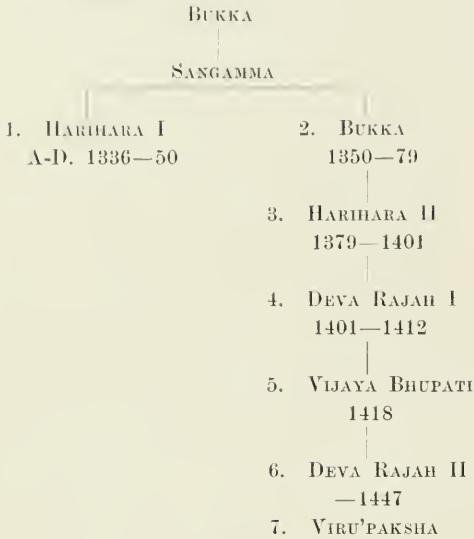 BUKKA
SANGAMMA
1. HARIHARA I
A-D. 1336—50
2. BUKKA
1350—79
3. HARIHARA II
1379—1401
4. DEVA RAJAH I
1401—1412
5. VIJAYA BHUPATI
1418
6. DEVA RAJAH II
—1447
7. VIRU'PAKSHA